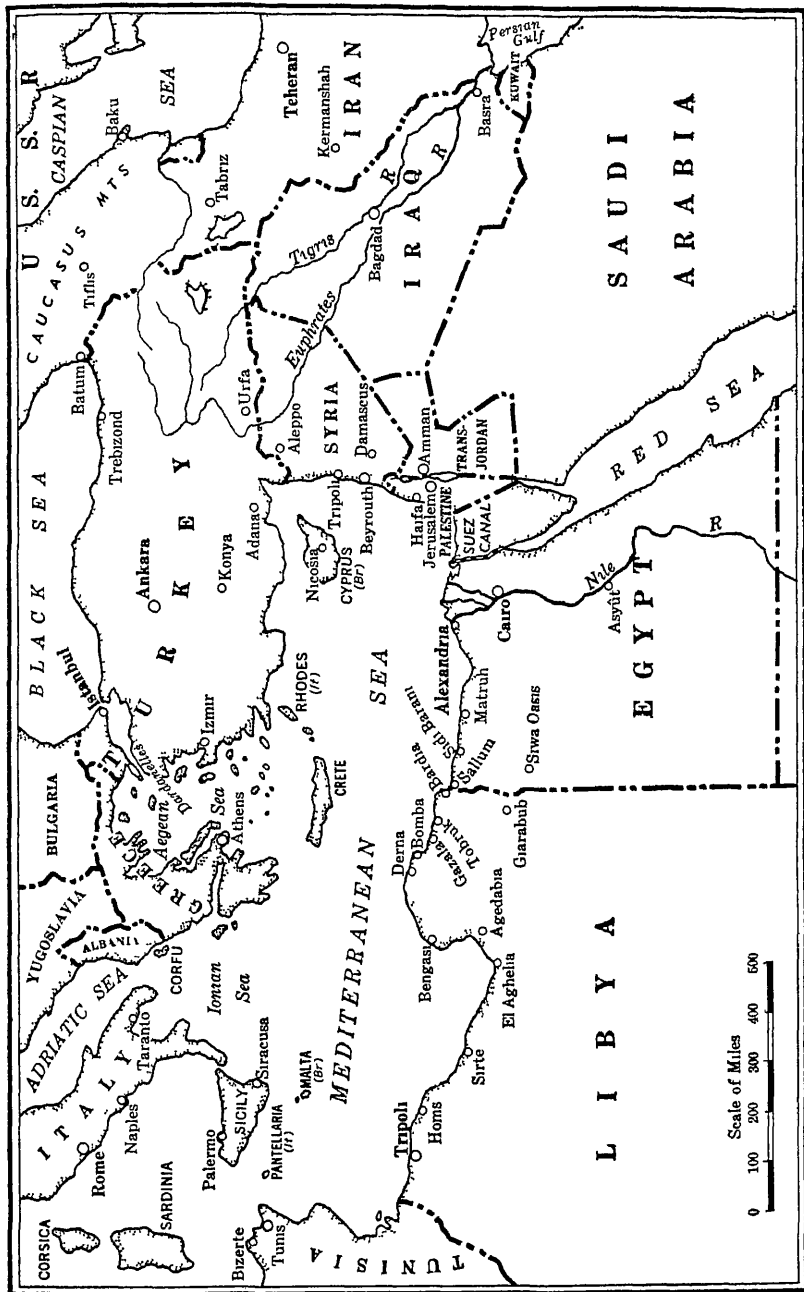 CORSICA
SARDINIA
ITALY
Rome
Naples
Taranto
ADRIATIC SEA
YUGOSLAVIA
ALBANIA
CORFU
Ionian
Sea
BULGARIA
GREECE
Aegean
Sea
Dardanelles
Athens
Istanbul
BLACK SEA
Trebizond
Batum
Tiflis
CAUCASUS MTS
U. S. S. R
CASPIAN
SEA
Baku
TURKEY
Ankara
Konya
Izmir
Adana
Urfa
Tabriz
Teheran
Kermanshah
IRAN
Palermo
SICILY
Siracusa
PANTELLARIA
(It)
MALTA
(Br)
Bizerte
Tunis
TUNISIA
MEDITERRANEAN
SEA
CRETE
RHODES
(It)
Nicosia
CYPRUS
(Br)
Aleppo
SYRIA
Tripoli
Damascus
Beyrouth
Euphrates
R
Tigris
R
Bagdad
IRAQ
Basra
Persian
Gulf
KUWAIT
Haifa
Jerusalem
PALESTINE
Amman
TRANS-
JORDAN
SUEZ
CANAL
Tripoli
Homs
Sirte
El Agheila
Agedabia
Bengasi
Derna
Bomba
Gazala
Tobruk
Bardia
Sallum
Sidi Barani
Matruh
Alexandria
Cairo
Giarabub
Siwa Oasis
Asyût
Nile
R
LIBYA
EGYPT
RED SEA
SAUDI
ARABIA
Scale of Miles
0 100 200 300 400 500